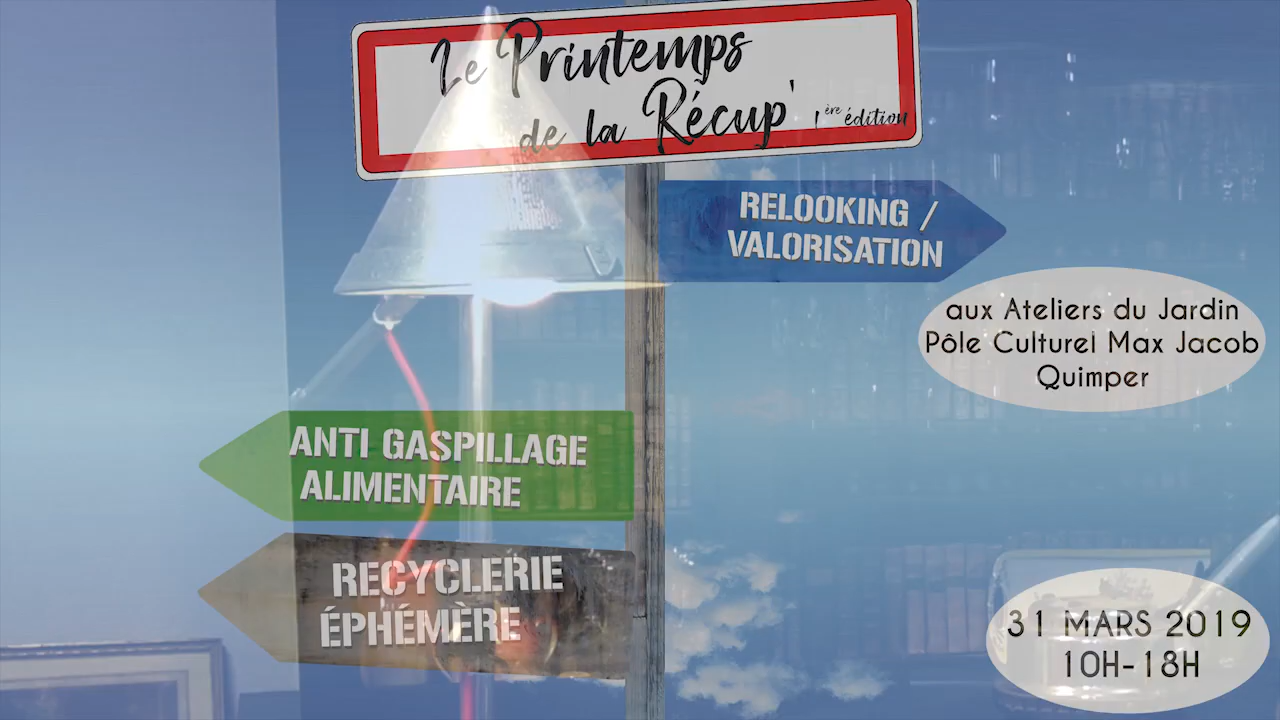 Le Printemps
de la Récup'
1ère édition
RELOOKING /
VALORISATION
aux Ateliers du Jardin
Pôle Culturel Max Jacob
Quimper
ANTI GASPILLAGE
ALIMENTAIRE
RECYCLERIE
ÉPHÉMÈRE
31 MARS 2019
10H-18H